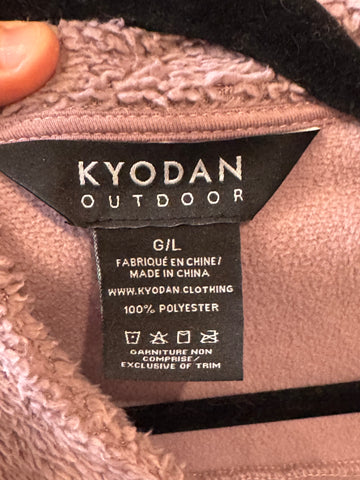 KYODAN
OUTDOOR
G/L
FABRIQUÉ EN CHINE/
MADE IN CHINA
WWW.KYODAN.CLOTHING
100% POLYESTER
GARNITURE NON
COMPRISE/
EXCLUSIVE OF TRIM